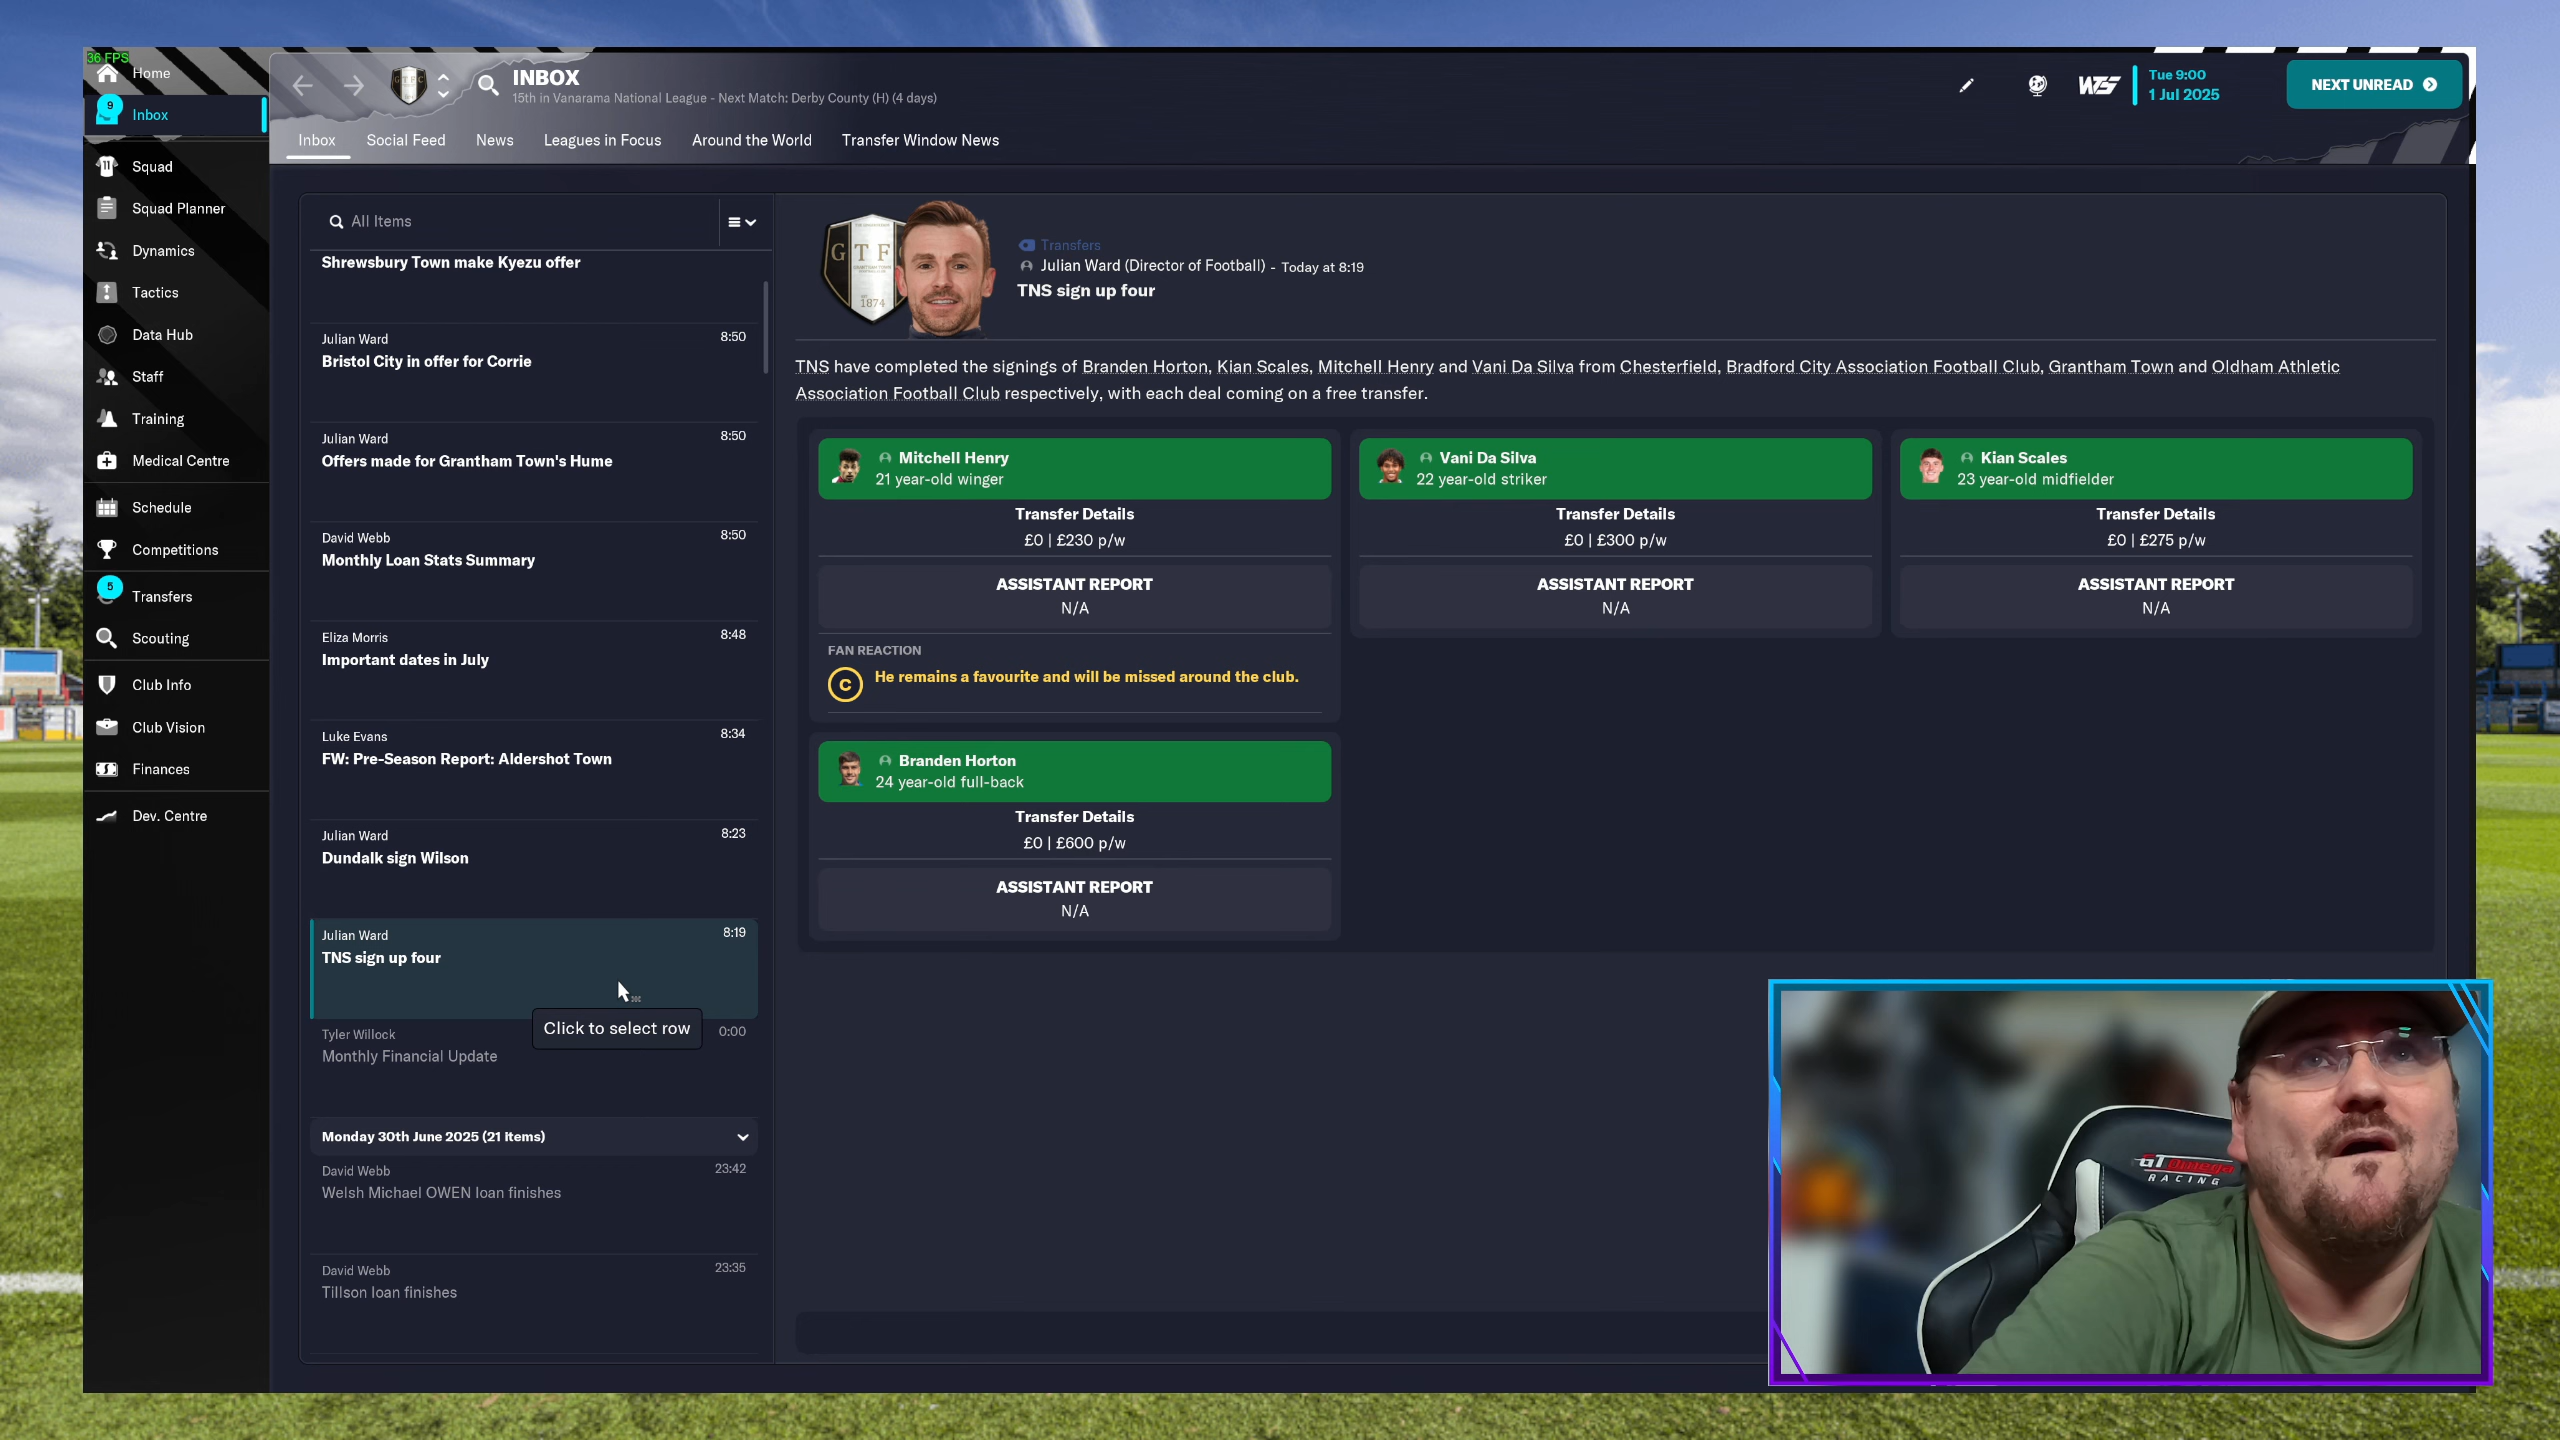 36 FPS
Home
9
Inbox
Squad
Squad Planner
Dynamics
Tactics
Data Hub
Staff
Training
Medical Centre
Schedule
Competitions
5
Transfers
Scouting
Club Info
Club Vision
Finances
Dev. Centre
INBOX
15th in Vanarama National League - Next Match: Derby County (H) (4 days)
Tue 9:00
1 Jul 2025
NEXT UNREAD
Inbox Social Feed News Leagues in Focus Around the World Transfer Window News
All Items
Shrewsbury Town make Kyezu offer
Julian Ward 8:50
Bristol City in offer for Corrie
Julian Ward 8:50
Offers made for Grantham Town's Hume
David Webb 8:50
Monthly Loan Stats Summary
Eliza Morris 8:48
Important dates in July
Luke Evans 8:34
FW: Pre-Season Report: Aldershot Town
Julian Ward 8:23
Dundalk sign Wilson
Julian Ward 8:19
TNS sign up four
Click to select row
Tyler Willock 0:00
Monthly Financial Update
Monday 30th June 2025 (21 Items)
David Webb 23:42
Welsh Michael OWEN loan finishes
David Webb 23:35
Tillson loan finishes
GTF
1874
Transfers
Julian Ward (Director of Football) - Today at 8:19
TNS sign up four
TNS have completed the signings of Branden Horton, Kian Scales, Mitchell Henry and Vani Da Silva from Chesterfield, Bradford City Association Football Club, Grantham Town and Oldham Athletic
Association Football Club respectively, with each deal coming on a free transfer.
Mitchell Henry
21 year-old winger
Transfer Details
£0 | £230 p/w
ASSISTANT REPORT
N/A
FAN REACTION
C
He remains a favourite and will be missed around the club.
Vani Da Silva
22 year-old striker
Transfer Details
£0 | £300 p/w
ASSISTANT REPORT
N/A
Kian Scales
23 year-old midfielder
Transfer Details
£0 | £275 p/w
ASSISTANT REPORT
N/A
Branden Horton
24 year-old full-back
Transfer Details
£0 | £600 p/w
ASSISTANT REPORT
N/A
GT Omega
RACING